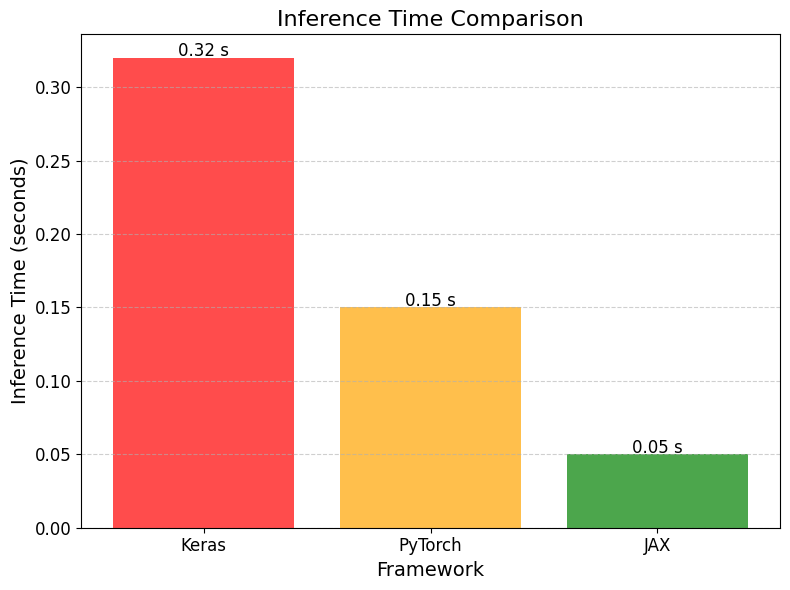 Inference Time Comparison
Inference Time (seconds)
0.30
0.25
0.20
0.15
0.10
0.05
0.00
0.32 s
0.15 s
0.05 s
Keras
PyTorch
JAX
Framework